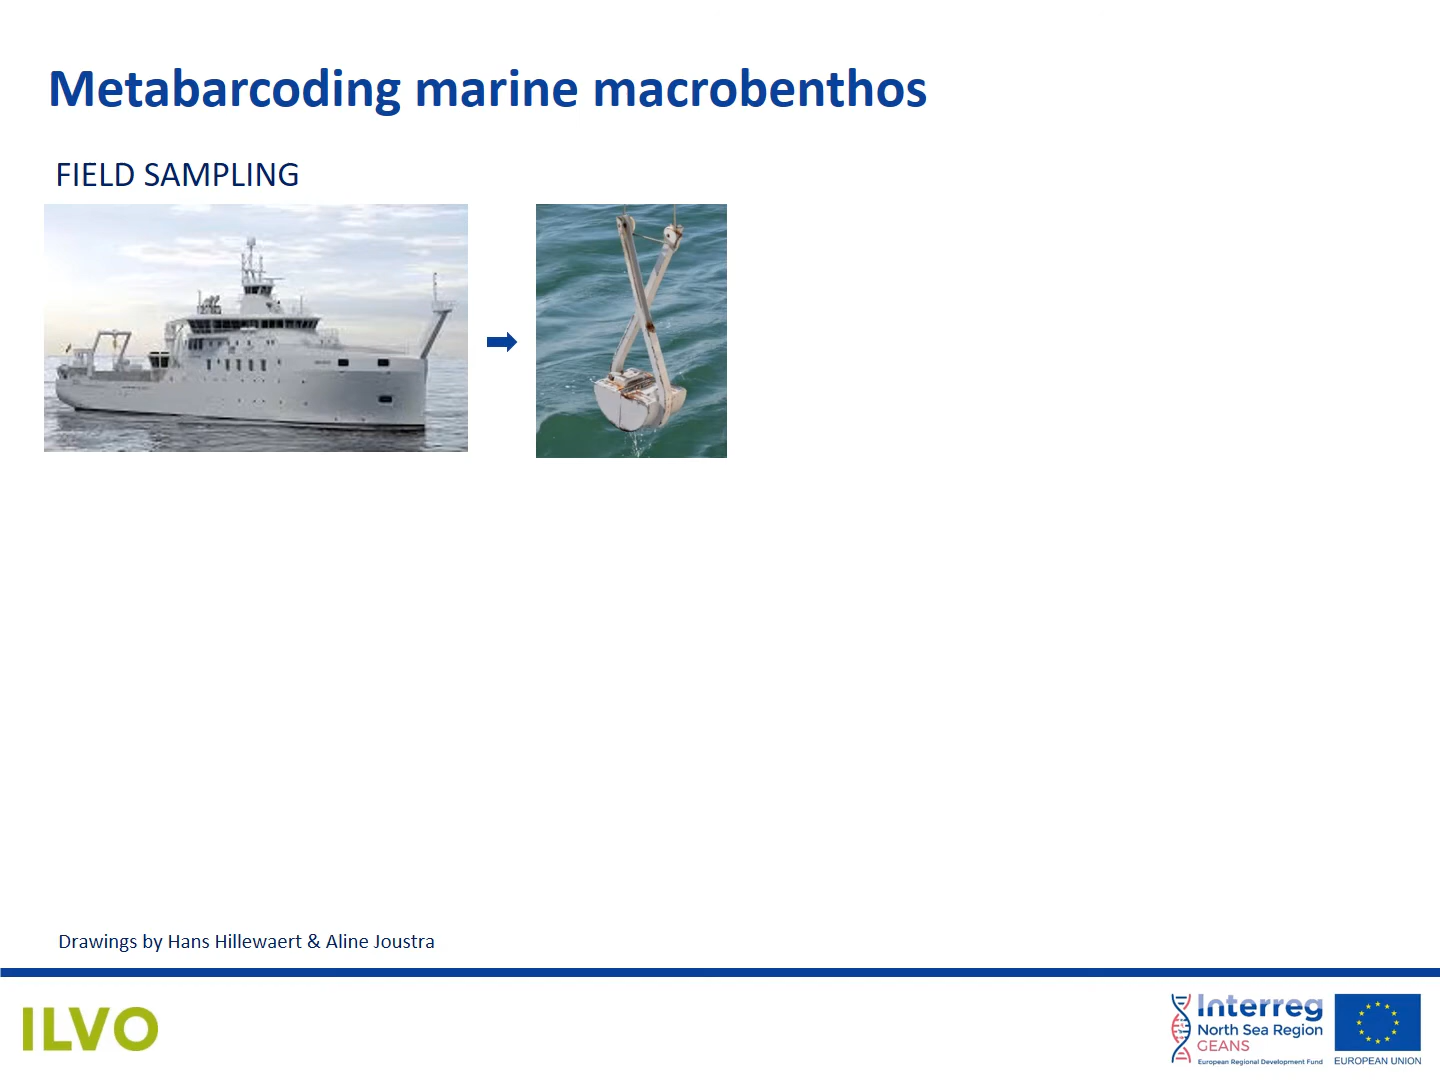 Metabarcoding marine macrobenthos
FIELD SAMPLING
Drawings by Hans Hillewaert & Aline Joustra
ILVO
Interreg
North Sea Region
GEANS
European Regional Development Fund
EUROPEAN UNION